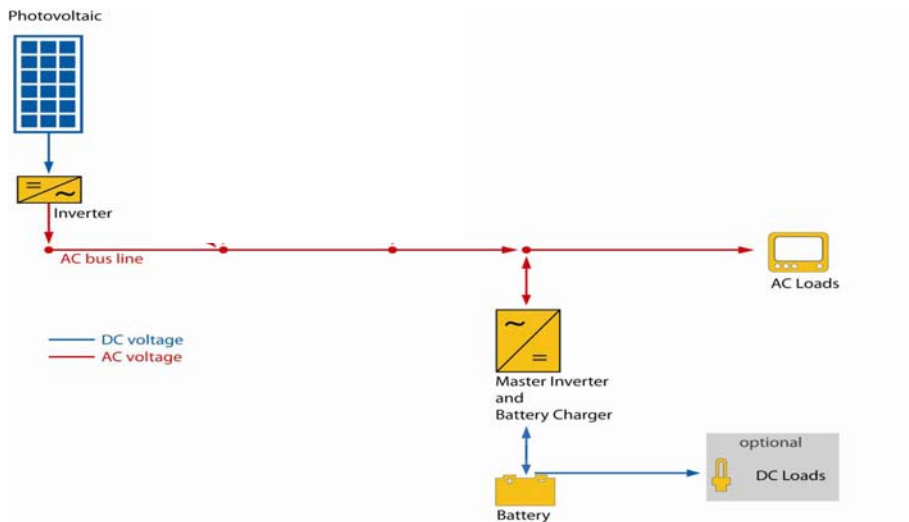 Photovoltaic
Inverter
AC bus line
AC Loads
DC voltage
AC voltage
Master Inverter
and
Battery Charger
optional
DC Loads
Battery